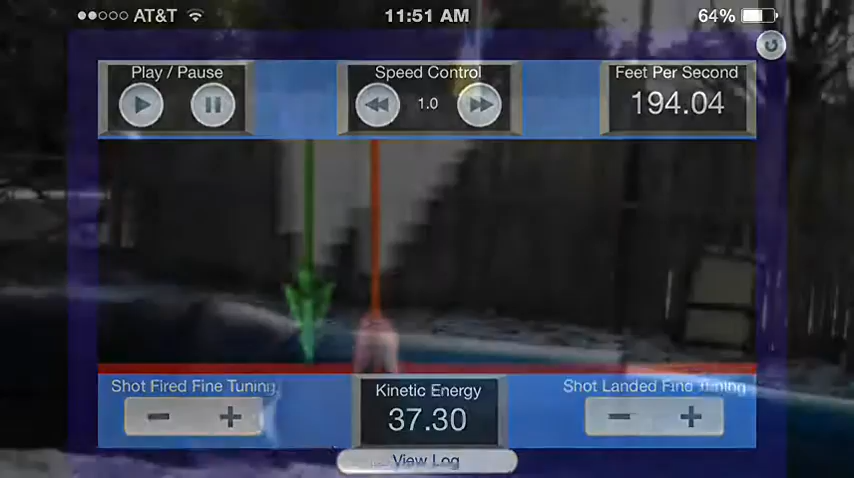 AT&T 11:51 AM 64%
Play / Pause Speed Control Feet Per Second
1.0 194.04
Shot Fired Fine Tuning Kinetic Energy Shot Landed Fine Tuning
37.30
View Log